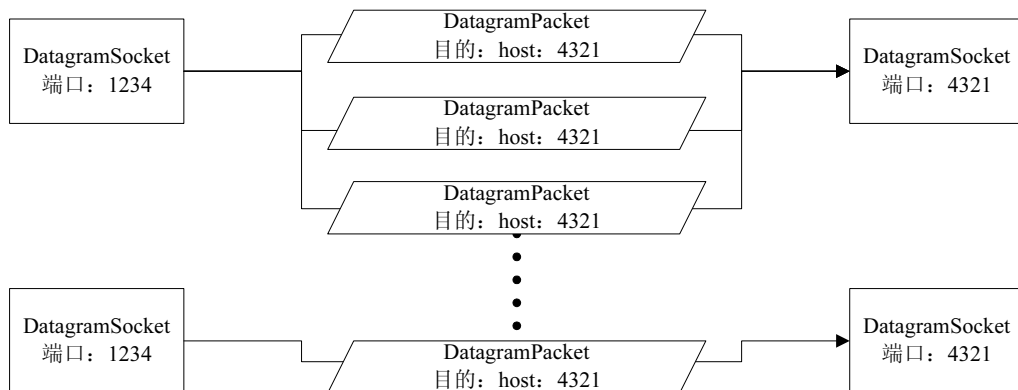 DatagramSocket
端口：1234
DatagramPacket
目的：host：4321
DatagramPacket
目的：host：4321
DatagramPacket
目的：host：4321
DatagramSocket
端口：4321
DatagramSocket
端口：1234
DatagramPacket
目的：host：4321
DatagramSocket
端口：4321